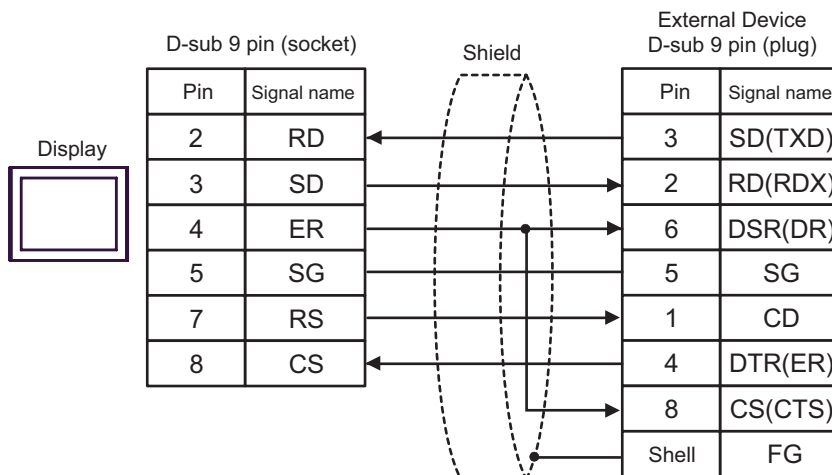 External Device
D-sub 9 pin (socket) Shield D-sub 9 pin (plug)
Pin Signal name Pin Signal name
Display
2 RD 3 SD(TXD)
3 SD 2 RD(RDX)
4 ER 6 DSR(DR)
5 SG 5 SG
7 RS 1 CD
8 CS 4 DTR(ER)
8 CS(CTS)
Shell FG